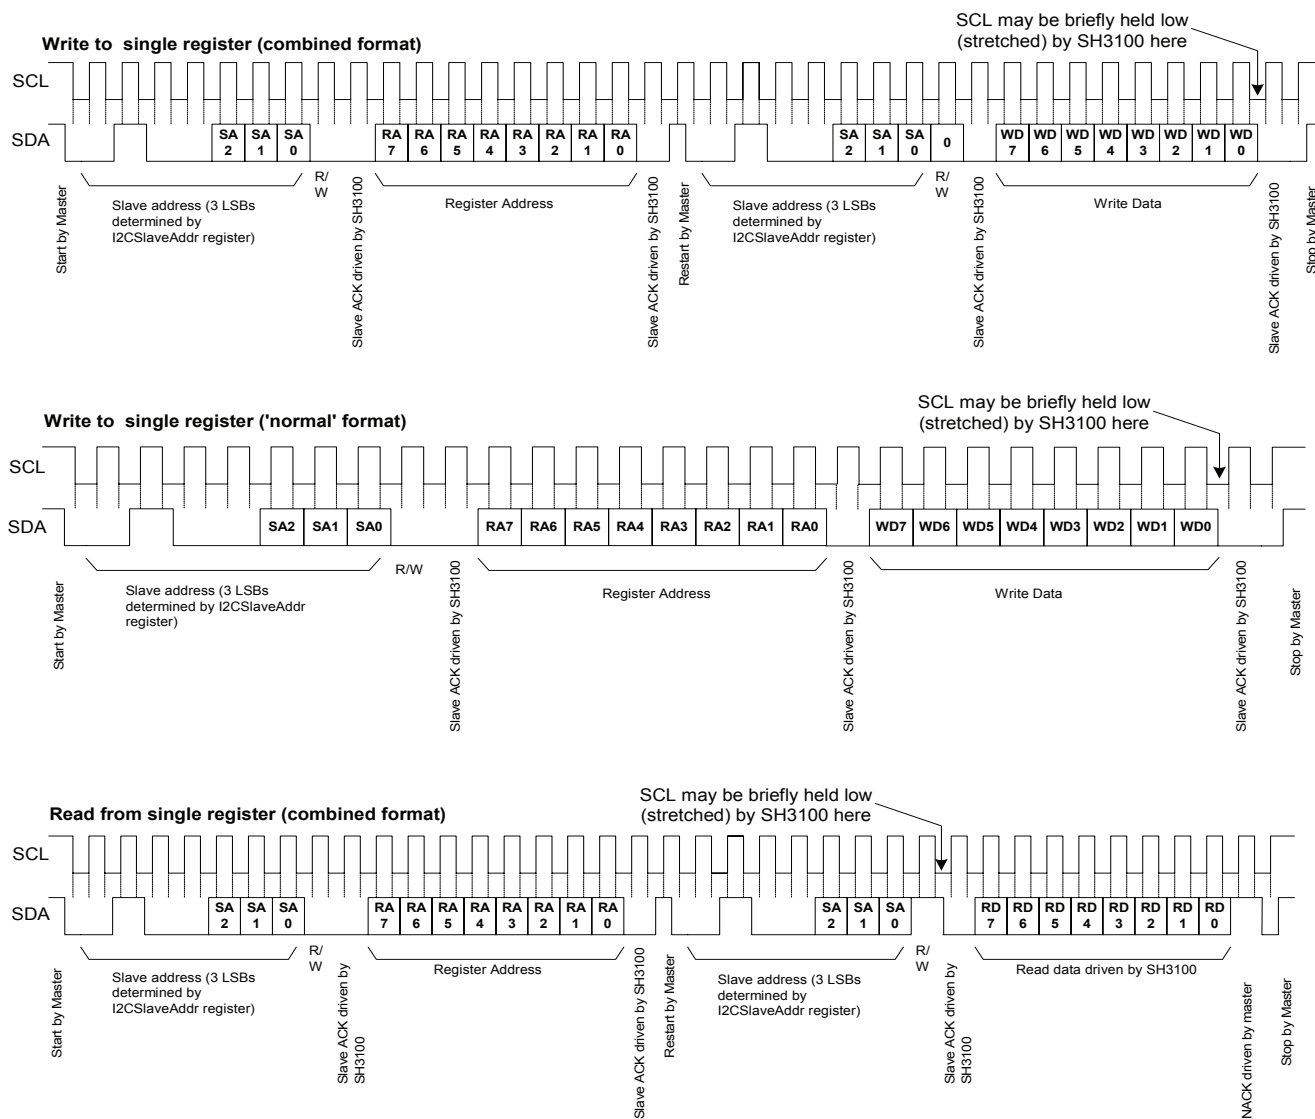 SCL may be briefly held low
(stretched) by SH3100 here
Write to single register (combined format)
SCL
SDA
SA 2
SA 1
SA 0
RA 7
RA 6
RA 5
RA 4
RA 3
RA 2
RA 1
RA 0
SA 2
SA 1
SA 0
0
WD 7
WD 6
WD 5
WD 4
WD 3
WD 2
WD 1
WD 0
Start by Master
Slave address (3 LSBs
determined by
I2CSlaveAddr register)
R/
W
Slave ACK driven by SH3100
Register Address
Slave ACK driven by SH3100
Restart by Master
Slave address (3 LSBs
determined by
I2CSlaveAddr register)
R/
W
Slave ACK driven by SH3100
Write Data
Slave ACK driven by SH3100
Stop by Master
Write to single register ('normal' format)
SCL may be briefly held low
(stretched) by SH3100 here
SCL
SDA
SA2
SA1
SA0
RA7
RA6
RA5
RA4
RA3
RA2
RA1
RA0
WD7
WD6
WD5
WD4
WD3
WD2
WD1
WD0
Start by Master
Slave address (3 LSBs
determined by I2CSlaveAddr
register)
R/W
Slave ACK driven by SH3100
Register Address
Slave ACK driven by SH3100
Write Data
Slave ACK driven by SH3100
Stop by Master
Read from single register (combined format)
SCL may be briefly held low
(stretched) by SH3100 here
SCL
SDA
SA 2
SA 1
SA 0
RA 7
RA 6
RA 5
RA 4
RA 3
RA 2
RA 1
RA 0
SA 2
SA 1
SA 0
RD 7
RD 6
RD 5
RD 4
RD 3
RD 2
RD 1
RD 0
Start by Master
Slave address (3 LSBs
determined by
I2CSlaveAddr register)
R/
W
Slave ACK driven by
SH3100
Register Address
Slave ACK driven by SH3100
Restart by Master
Slave address (3 LSBs
determined by
I2CSlaveAddr register)
R/
W
Slave ACK driven by
SH3100
Read data driven by SH3100
NACK driven by master
Stop by Master